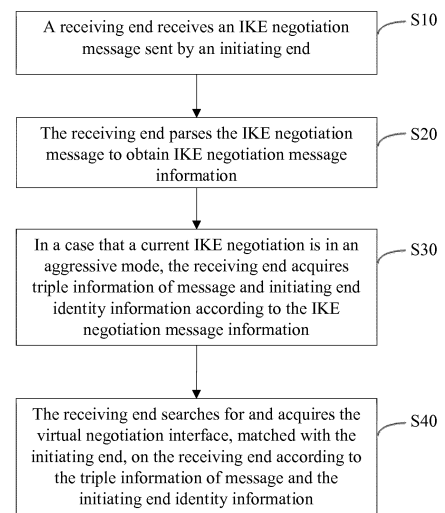 A receiving end receives an IKE negotiation
message sent by an initiating end
S10
The receiving end parses the IKE negotiation
message to obtain IKE negotiation message
information
S20
In a case that a current IKE negotiation is in an
aggressive mode, the receiving end acquires
triple information of message and initiating end
identity information according to the IKE
negotiation message information
S30
The receiving end searches for and acquires the
virtual negotiation interface, matched with the
initiating end, on the receiving end according to
the triple information of message and the
initiating end identity information
S40